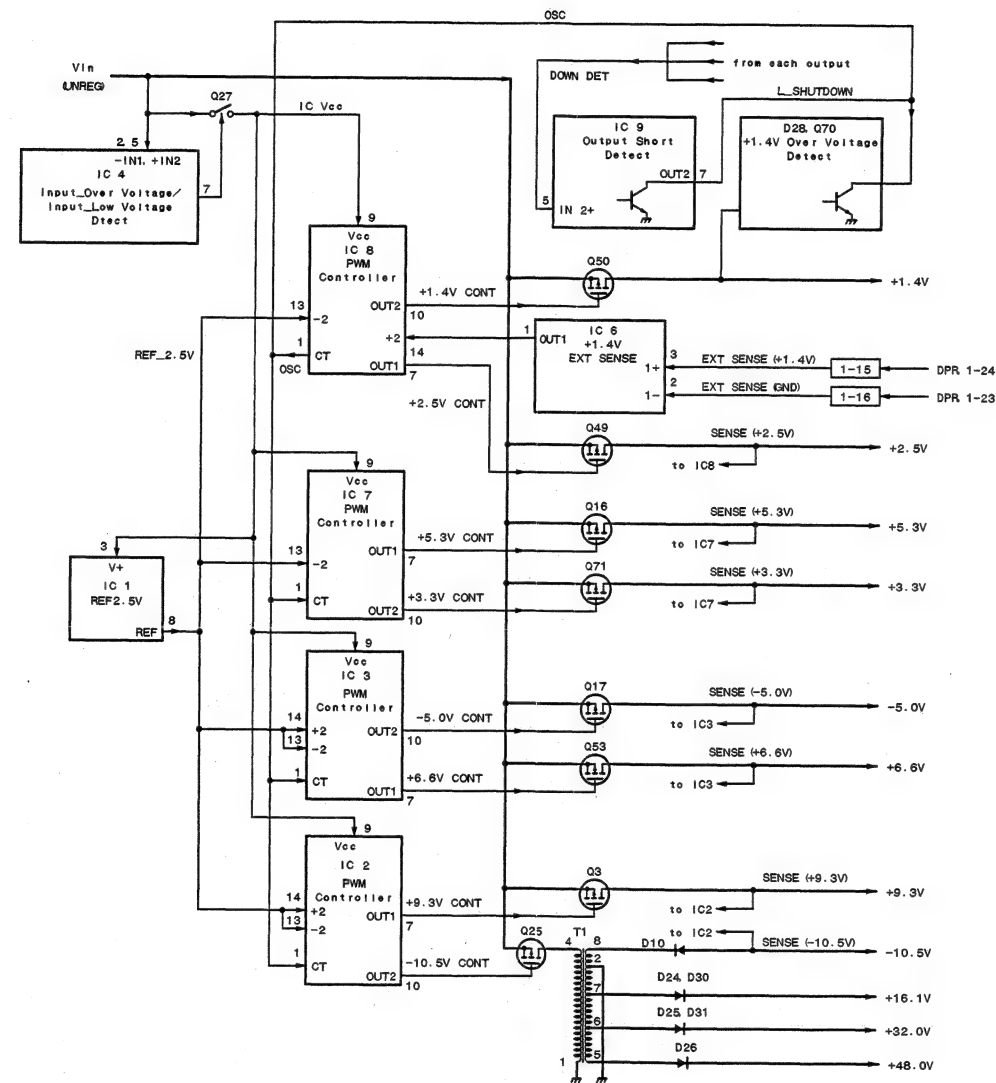 OSC
Vin
(UNREG)
Q27
IC Vcc
2, 5
-IN1, +IN2
IC 4
Input_Over Voltage/
Input_Low Voltage
Dtect
7
DOWN DET
from each output
L_SHUTDOWN
IC 9
Output Short
Detect
OUT2
7
5
IN 2+
D28, Q70
+1.4V Over Voltage
Detect
9
Vcc
IC 8
PWM
Controller
13
-2
OUT2
10
+1.4V CONT
Q50
+1.4V
+2
14
1
CT
OSC
OUT1
7
REF_2.5V
+2.5V CONT
1
OUT1
IC 6
+1.4V
EXT SENSE
1+
3
EXT SENSE (+1.4V)
1-15
DPR 1-24
1-
2
EXT SENSE (GND)
1-16
DPR 1-23
Q49
SENSE (+2.5V)
+2.5V
to IC8
9
Vcc
IC 7
PWM
Controller
13
-2
OUT1
7
+5.3V CONT
Q16
SENSE (+5.3V)
+5.3V
to IC7
1
CT
OUT2
10
+3.3V CONT
Q71
SENSE (+3.3V)
+3.3V
to IC7
3
V+
IC 1
REF2.5V
REF
8
9
Vcc
IC 3
PWM
Controller
14
+2
13
-2
OUT2
10
-5.0V CONT
Q17
SENSE (-5.0V)
-5.0V
to IC3
1
CT
OUT1
7
+6.6V CONT
Q53
SENSE (+6.6V)
+6.6V
to IC3
9
Vcc
IC 2
PWM
Controller
14
+2
13
-2
OUT1
7
+9.3V CONT
Q3
SENSE (+9.3V)
+9.3V
to IC2
1
CT
OUT2
10
-10.5V CONT
Q25
T1
4
8
D10
to IC2
SENSE (-10.5V)
-10.5V
2
7
D24, D30
+16.1V
6
D25, D31
+32.0V
1
5
D26
+48.0V